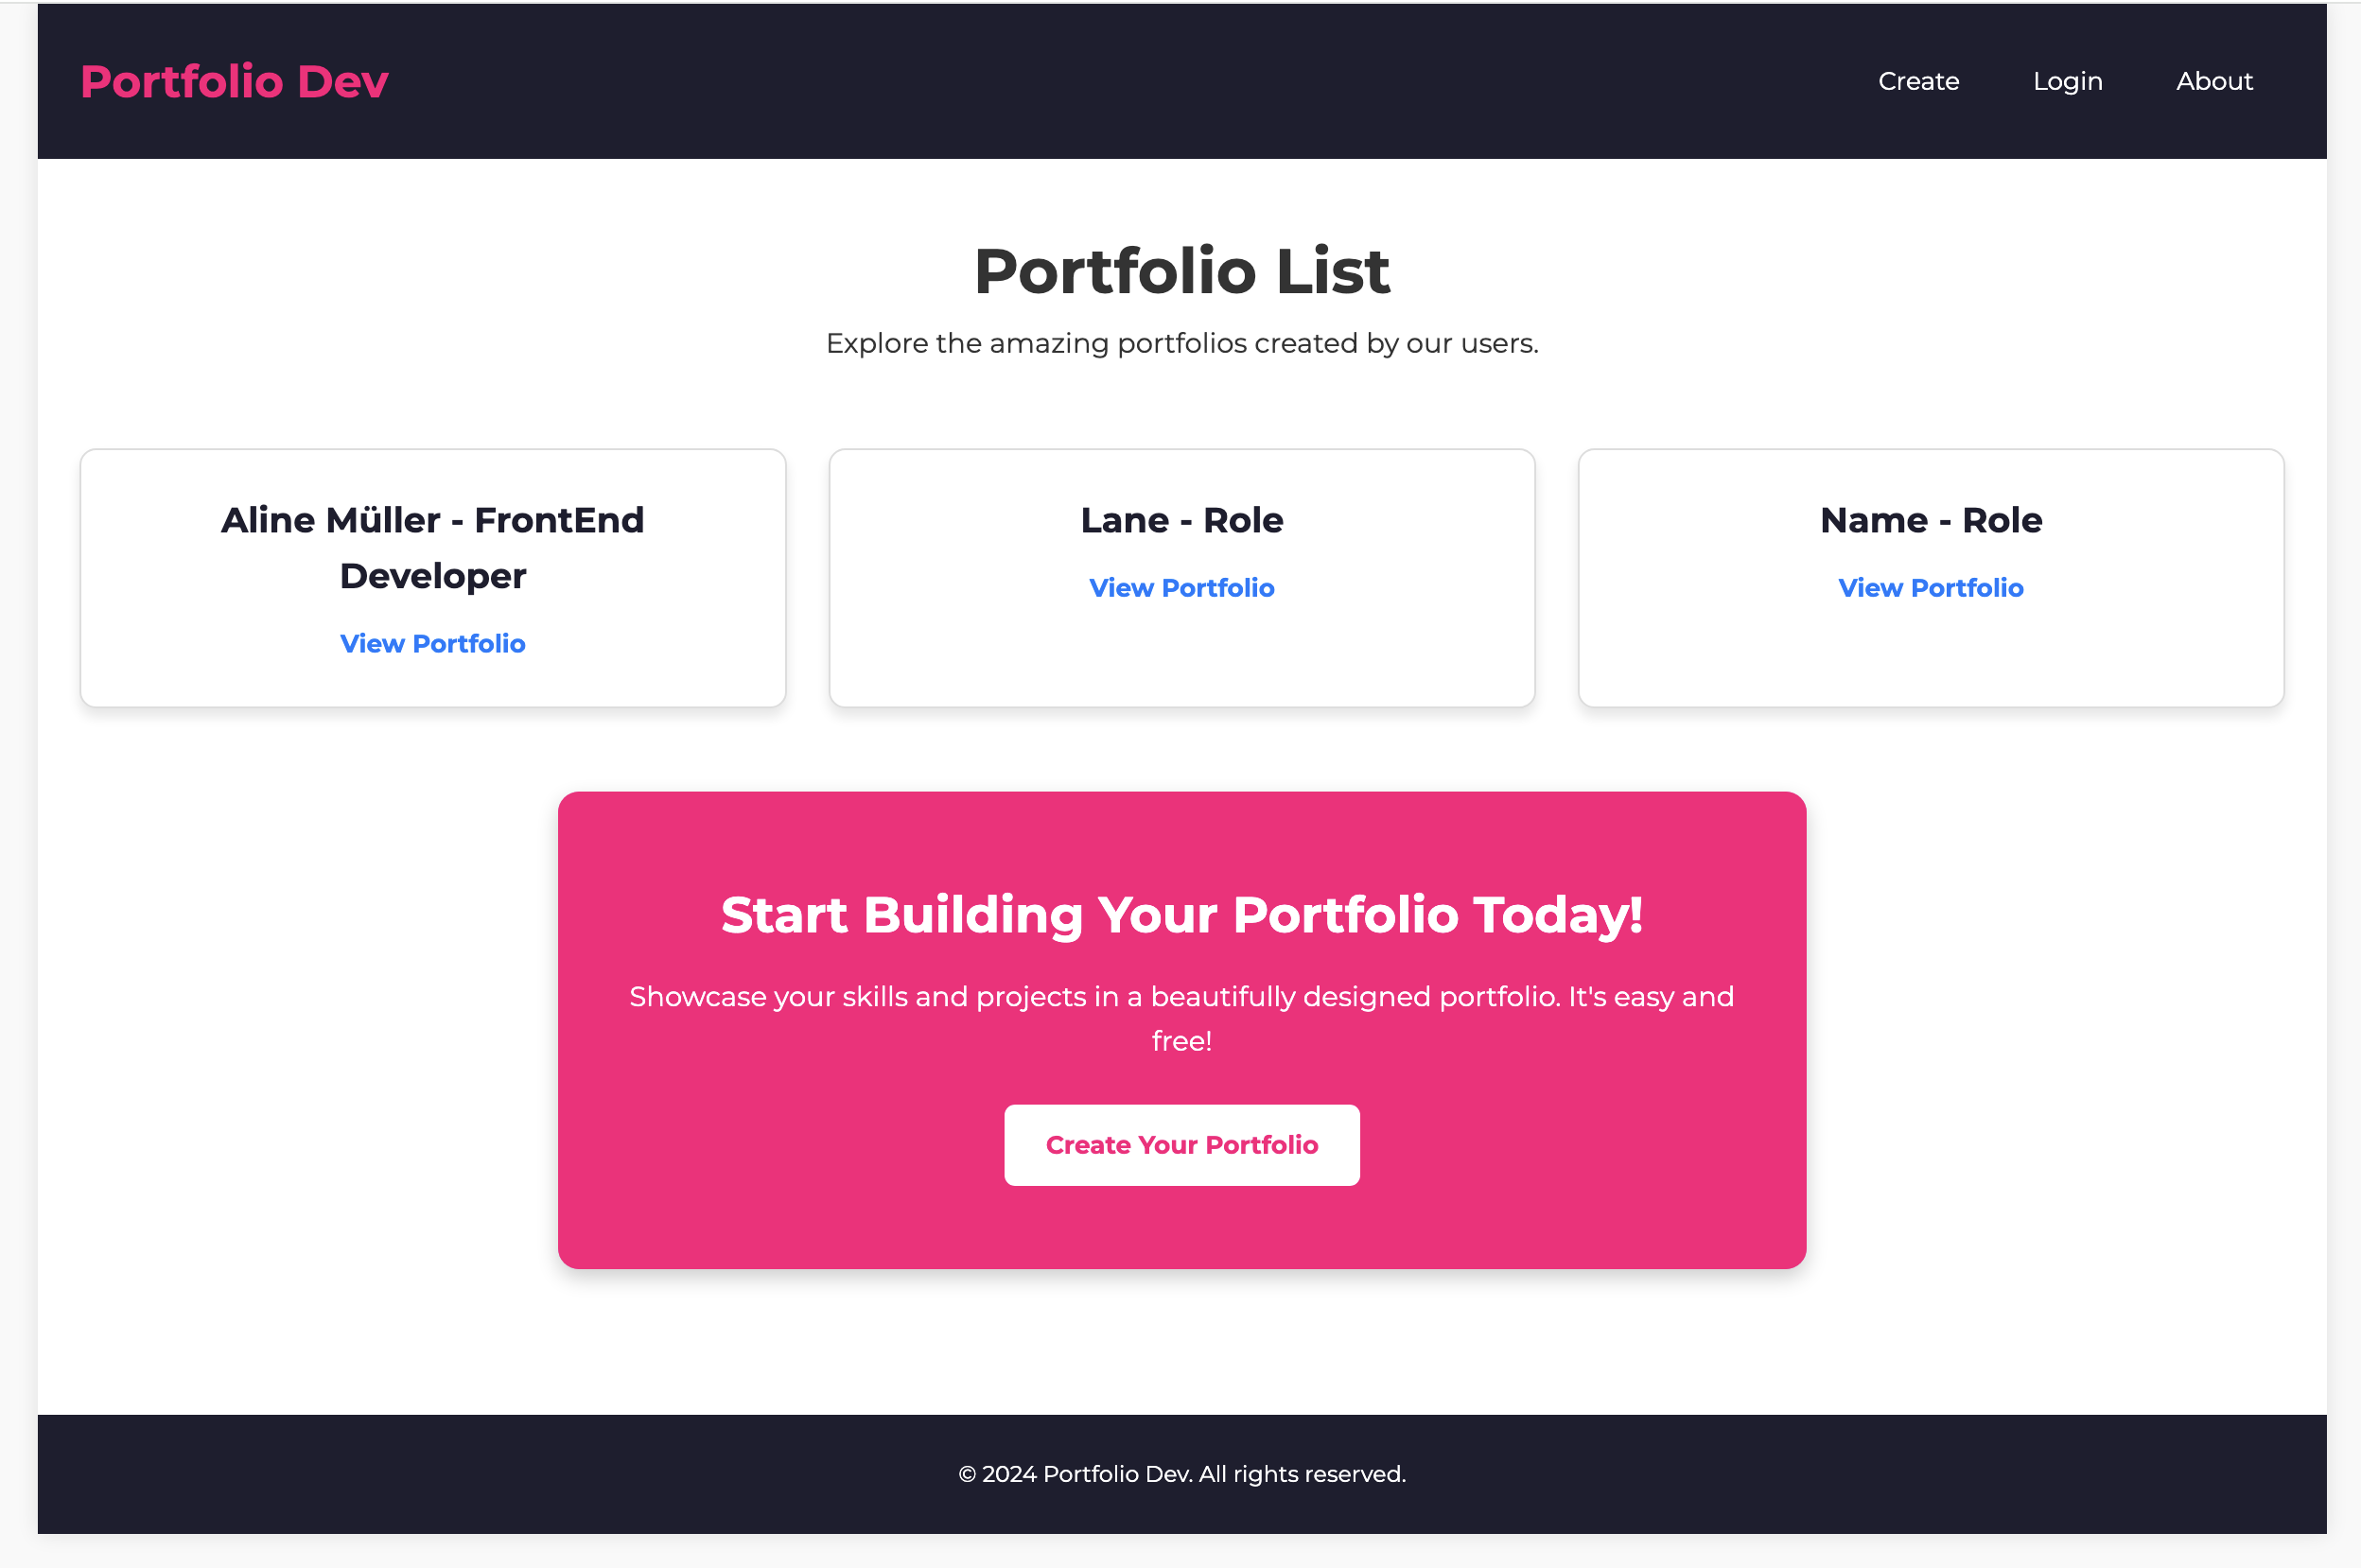 Portfolio Dev
Create Login About
Portfolio List
Explore the amazing portfolios created by our users.
Aline Müller - FrontEnd
Developer
View Portfolio
Lane - Role
View Portfolio
Name - Role
View Portfolio
Start Building Your Portfolio Today!
Showcase your skills and projects in a beautifully designed portfolio. It's easy and
free!
Create Your Portfolio
© 2024 Portfolio Dev. All rights reserved.